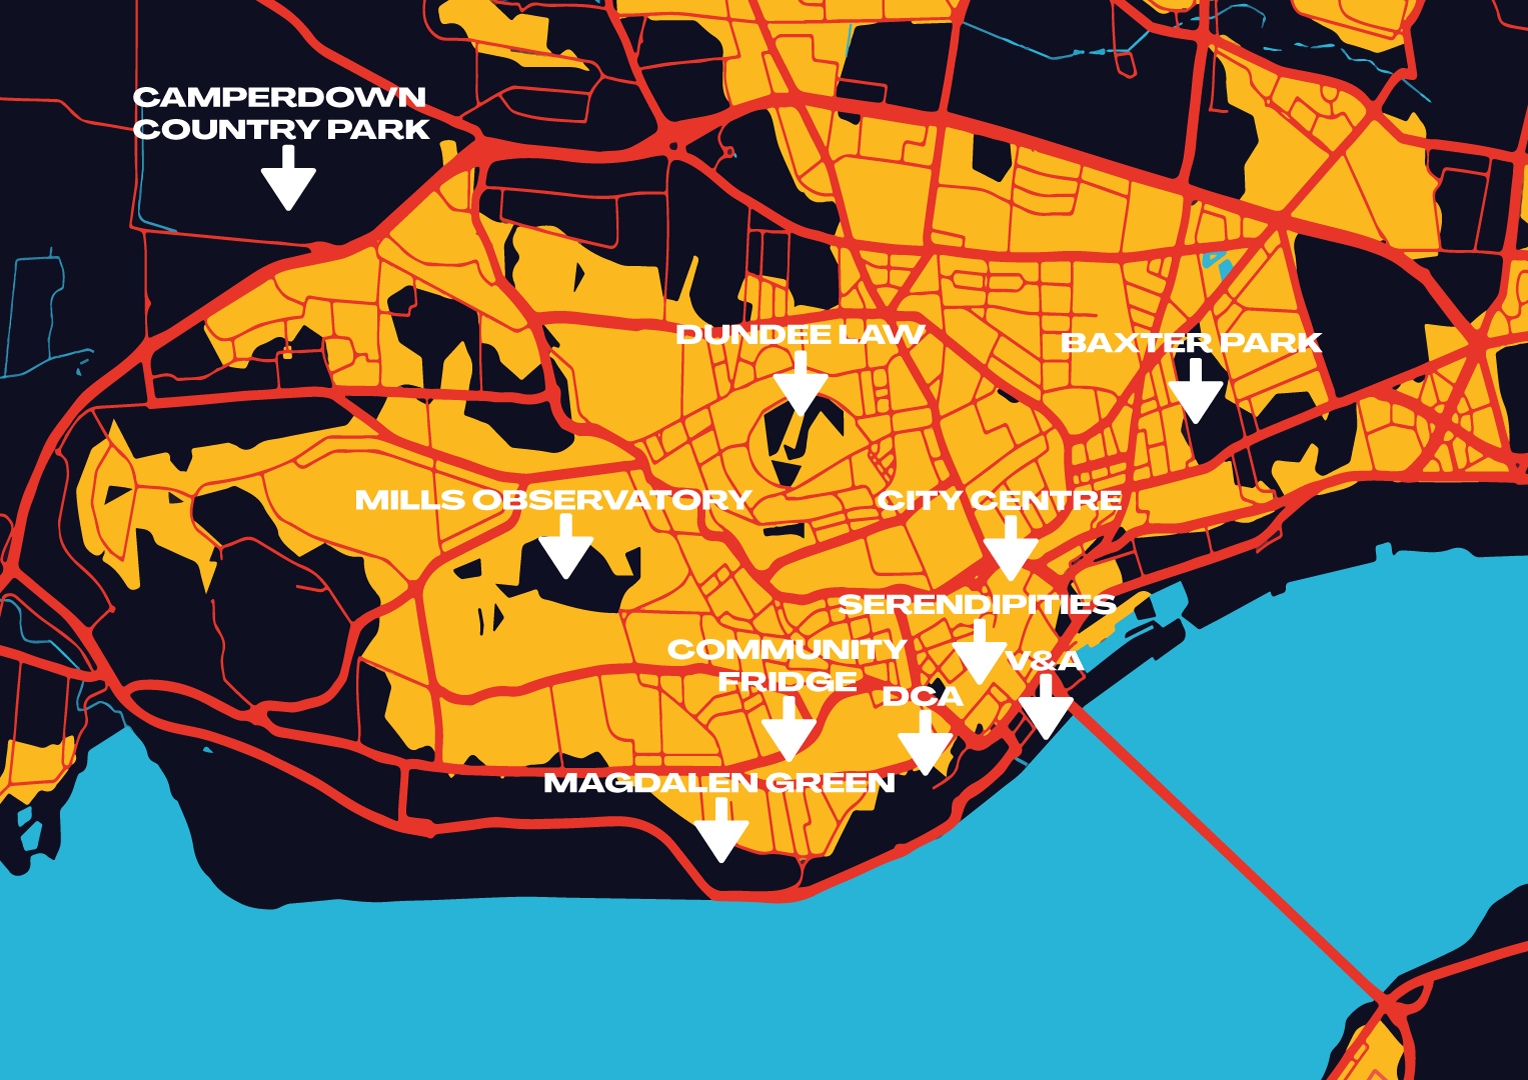 CAMPERDOWN
COUNTRY PARK
DUNDEE LAW
BAXTER PARK
MILLS OBSERVATORY
CITY CENTRE
SERENDIPITIES
COMMUNITY
FRIDGE
V&A
DCA
MAGDALEN GREEN